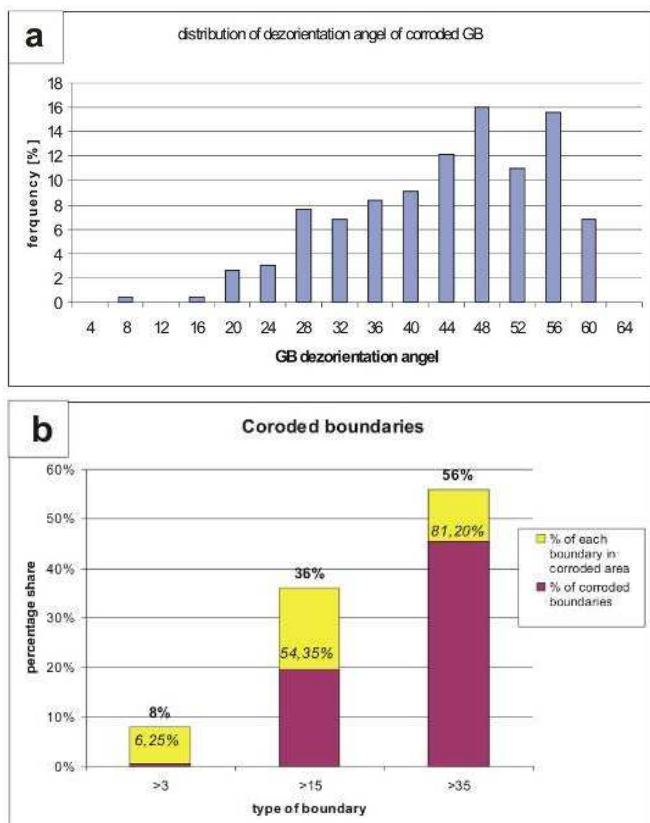 a
distribution of dezorientation angel of corroded GB
ferquency [%]
18
16
14
12
10
8
6
4
2
0
4 8 12 16 20 24 28 32 36 40 44 48 52 56 60 64
GB dezorientation angel
b
Coroded boundaries
percentage share
60%
50%
40%
30%
20%
10%
0%
8%
6,25%
36%
54,35%
56%
81,20%
>3 >15 >35
type of boundary
% of each
boundary in
corroded area
% of corroded
boundaries